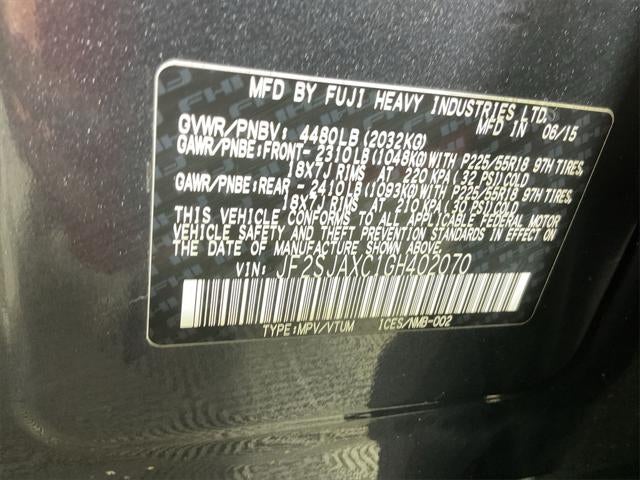 MFD BY FUJI HEAVY INDUSTRIES LTD.
MFD IN 06/15
GVWR/PNBV: 4480LB(2032KG)
GAWR/PNBE:FRONT- 2310LB(1048KG)WITH P225/55R18 97H TIRES,
18X7J RIMS AT 220 KPA(32 PSI)COLD
GAWR/PNBE:REAR - 2410LB(1093KG)WITH P225/55R18 97H TIRES,
18X7J RIMS AT 210 KPA(30 PSI)COLD
THIS VEHICLE CONFORMS TO ALL APPLICABLE FEDERAL MOTOR
VEHICLE SAFETY AND THEFT PREVENTION STANDARDS IN EFFECT ON
THE DATE OF MANUFACTURE SHOWN ABOVE.
VIN: JF2SJAXC1GH402070
TYPE:MPV/VTUM ICES/NMB-002